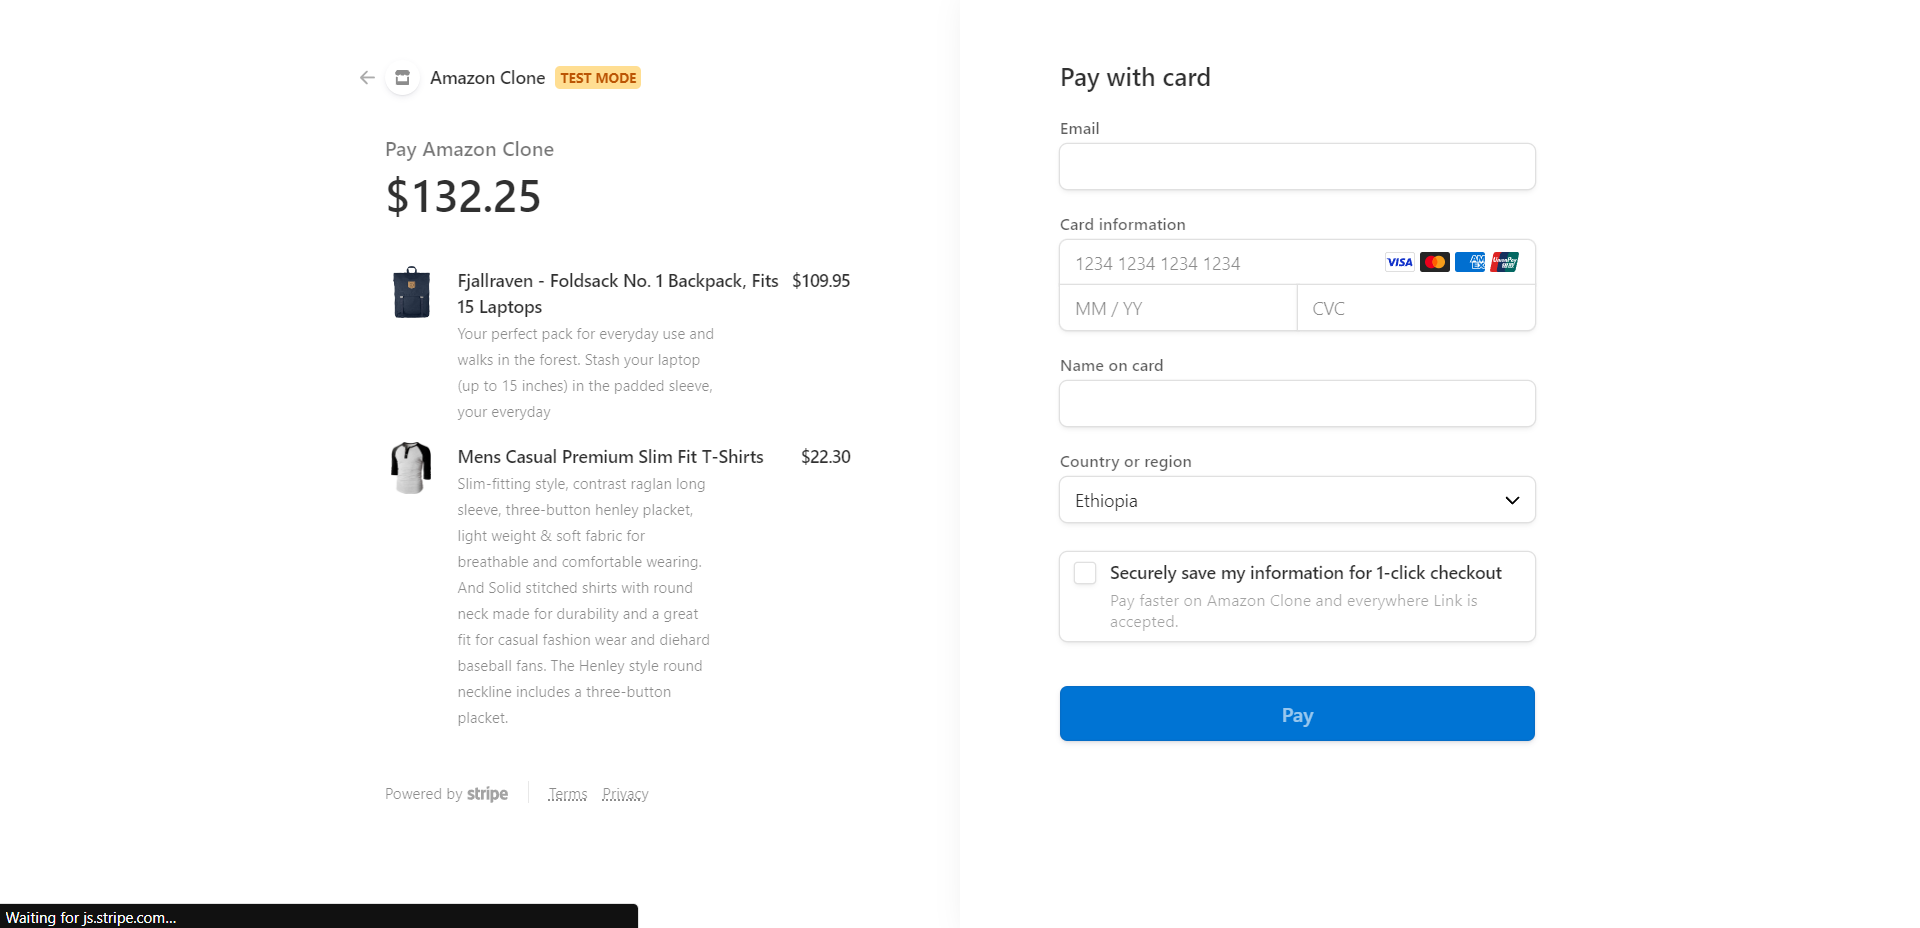 Amazon Clone TEST MODE
Pay Amazon Clone
$132.25
Fjallraven - Foldsack No. 1 Backpack, Fits $109.95
15 Laptops
Your perfect pack for everyday use and
walks in the forest. Stash your laptop
(up to 15 inches) in the padded sleeve,
your everyday
Mens Casual Premium Slim Fit T-Shirts $22.30
Slim-fitting style, contrast raglan long
sleeve, three-button henley placket,
light weight & soft fabric for
breathable and comfortable wearing.
And Solid stitched shirts with round
neck made for durability and a great
fit for casual fashion wear and diehard
baseball fans. The Henley style round
neckline includes a three-button
placket.
Powered by stripe Terms Privacy
Pay with card
Email
Card information
1234 1234 1234 1234 VISA AM EX UnionPay 银联
MM / YY CVC
Name on card
Country or region
Ethiopia
Securely save my information for 1-click checkout
Pay faster on Amazon Clone and everywhere Link is
accepted.
Pay
Waiting for js.stripe.com...